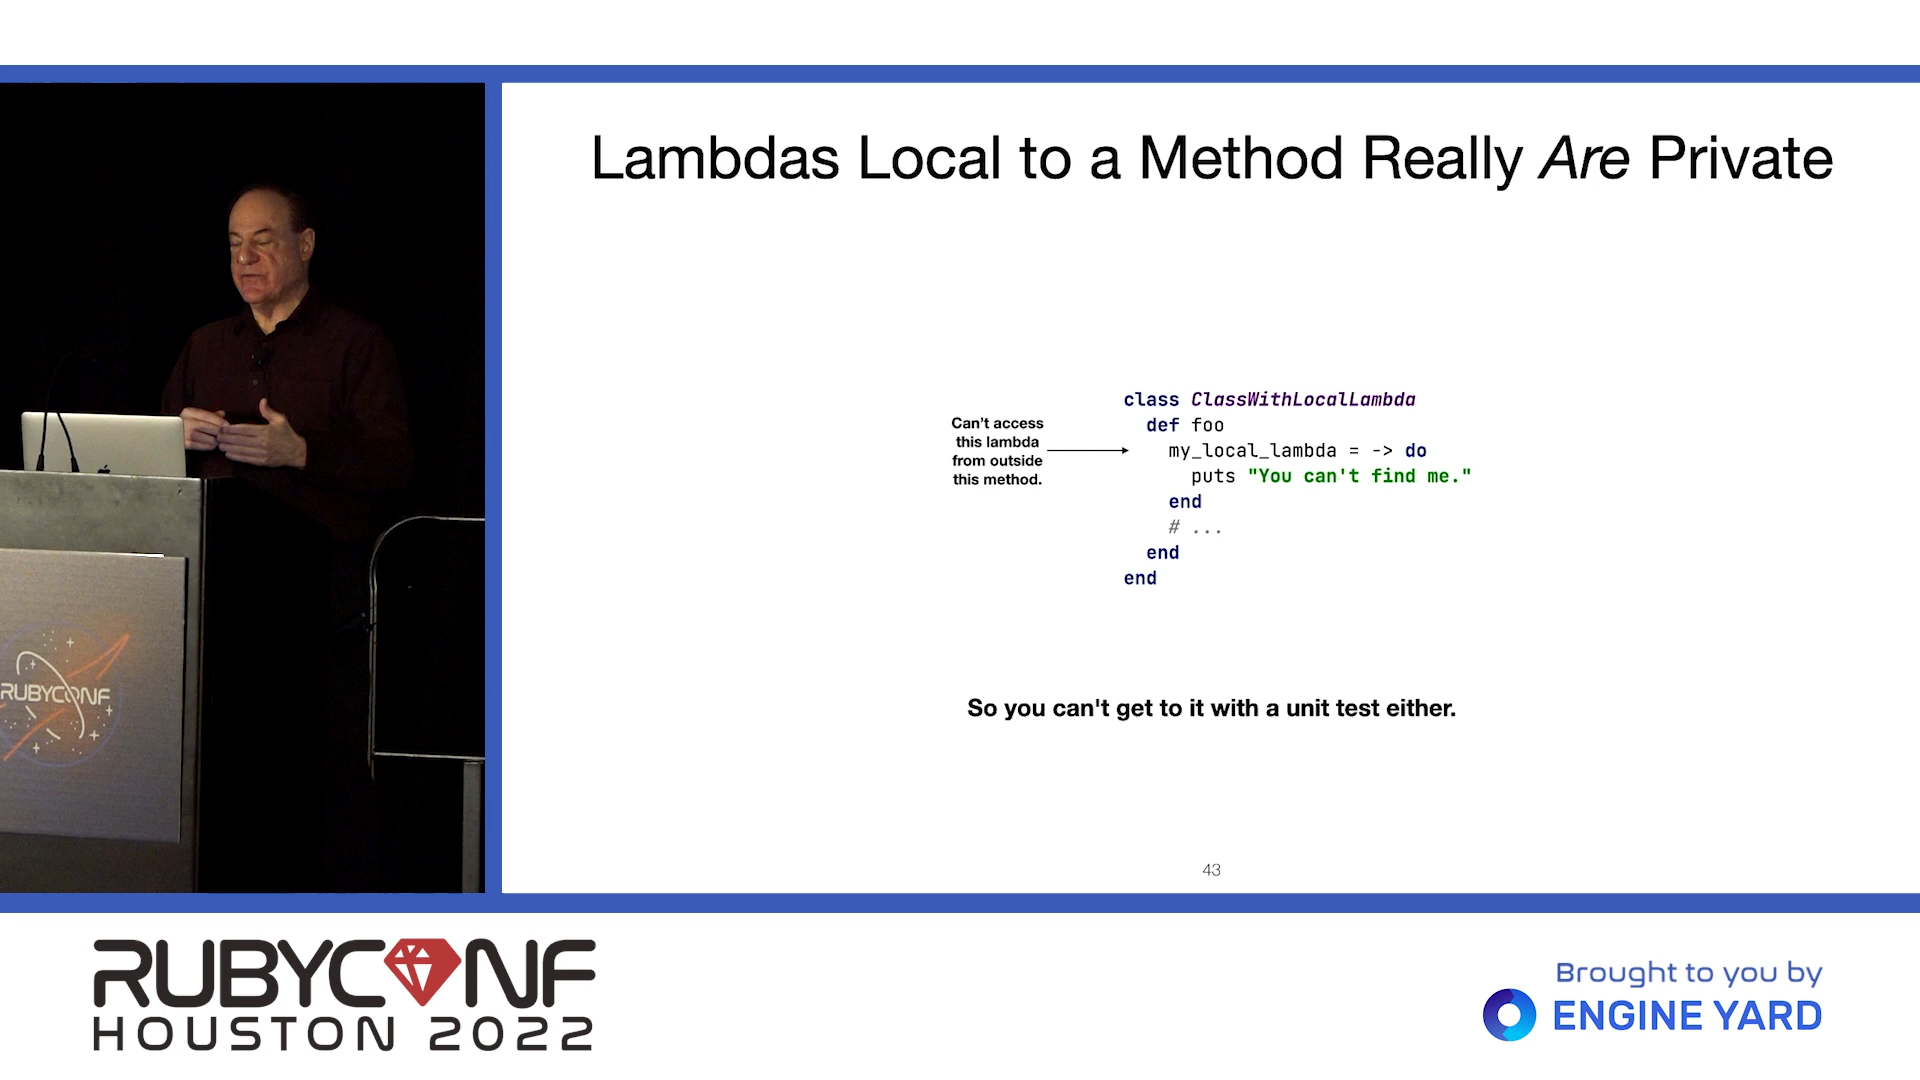 Lambdas Local to a Method Really Are Private
Can't access
this lambda
from outside
this method.
class ClassWithLocalLambda
def foo
my_local_lambda = -> do
puts "You can't find me."
end
# ...
end
end
So you can't get to it with a unit test either.
43
RUBYCONF
RUBYCONF
HOUSTON 2022
Brought to you by
ENGINE YARD